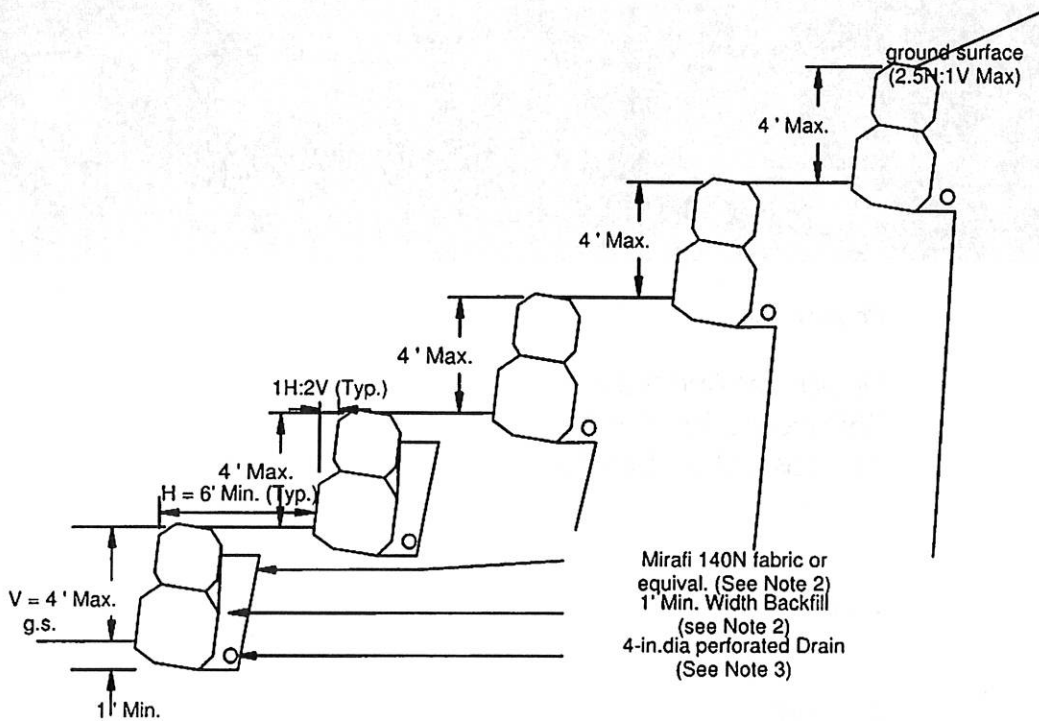 ground surface
(2.5H:1V Max)
4 ' Max.
4 ' Max.
4 ' Max.
1H:2V (Typ.)
4 ' Max.
H = 6' Min. (Typ.)
V = 4 ' Max.
g.s.
Mirafi 140N fabric or
equival. (See Note 2)
1' Min. Width Backfill
(see Note 2)
4-in.dia perforated Drain
(See Note 3)
1 ' Min.